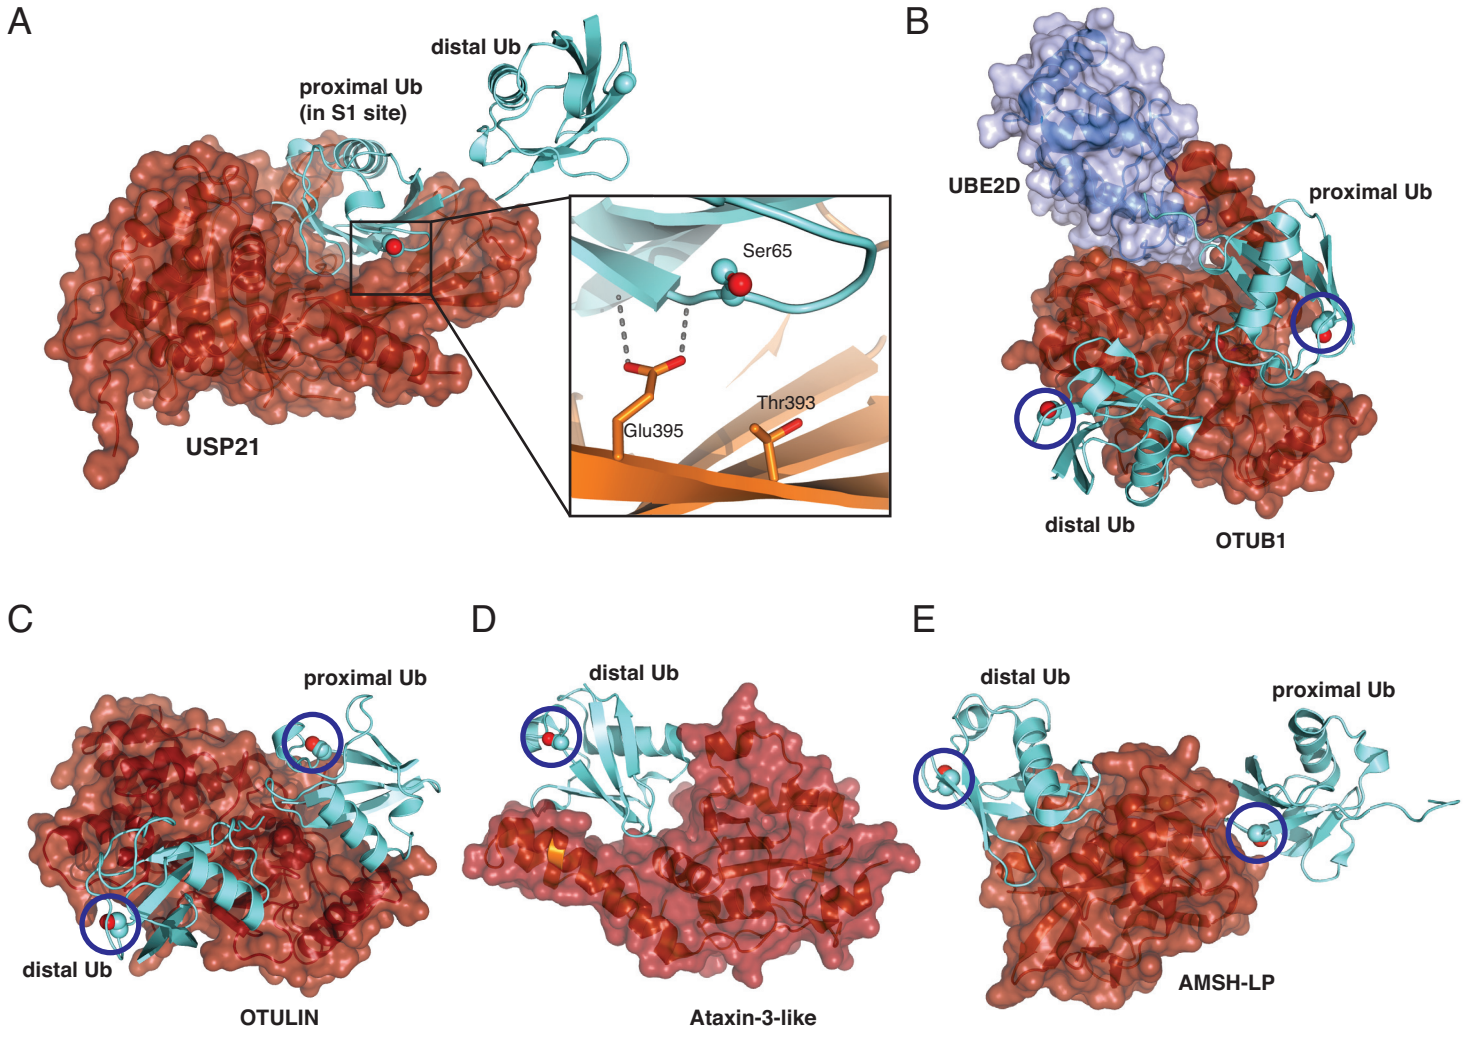 A
distal Ub
proximal Ub
(in S1 site)
Ser65
Thr393
Glu395
USP21
B
UBE2D
proximal Ub
distal Ub
OTUB1
C
proximal Ub
distal Ub
OTULIN
D
distal Ub
Ataxin-3-like
E
distal Ub
proximal Ub
AMSH-LP